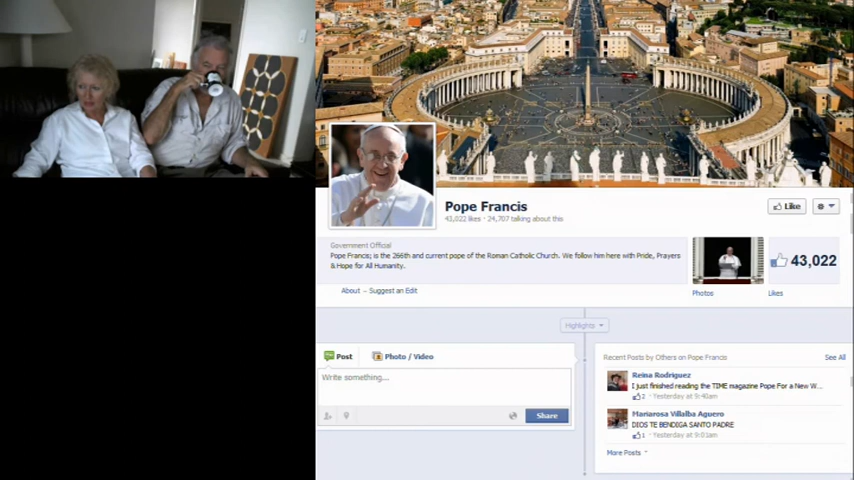 Pope Francis
43,022 likes · 24,707 talking about this
Like
Government Official
Pope Francis; is the 266th and current pope of the Roman Catholic Church. We follow him here with Pride, Prayers
& Hope for All Humanity.
43,022
About – Suggest an Edit
Photos
Likes
Highlights
Post
Photo / Video
Write something...
Share
Recent Posts by Others on Pope Francis
See All
Reina Rodriguez
I just finished reading the TIME magazine Pope For a New W...
2 · Yesterday at 9:40am
Mariarosa Villalba Aguero
DIOS TE BENDIGA SANTO PADRE
1 · Yesterday at 9:01am
More Posts